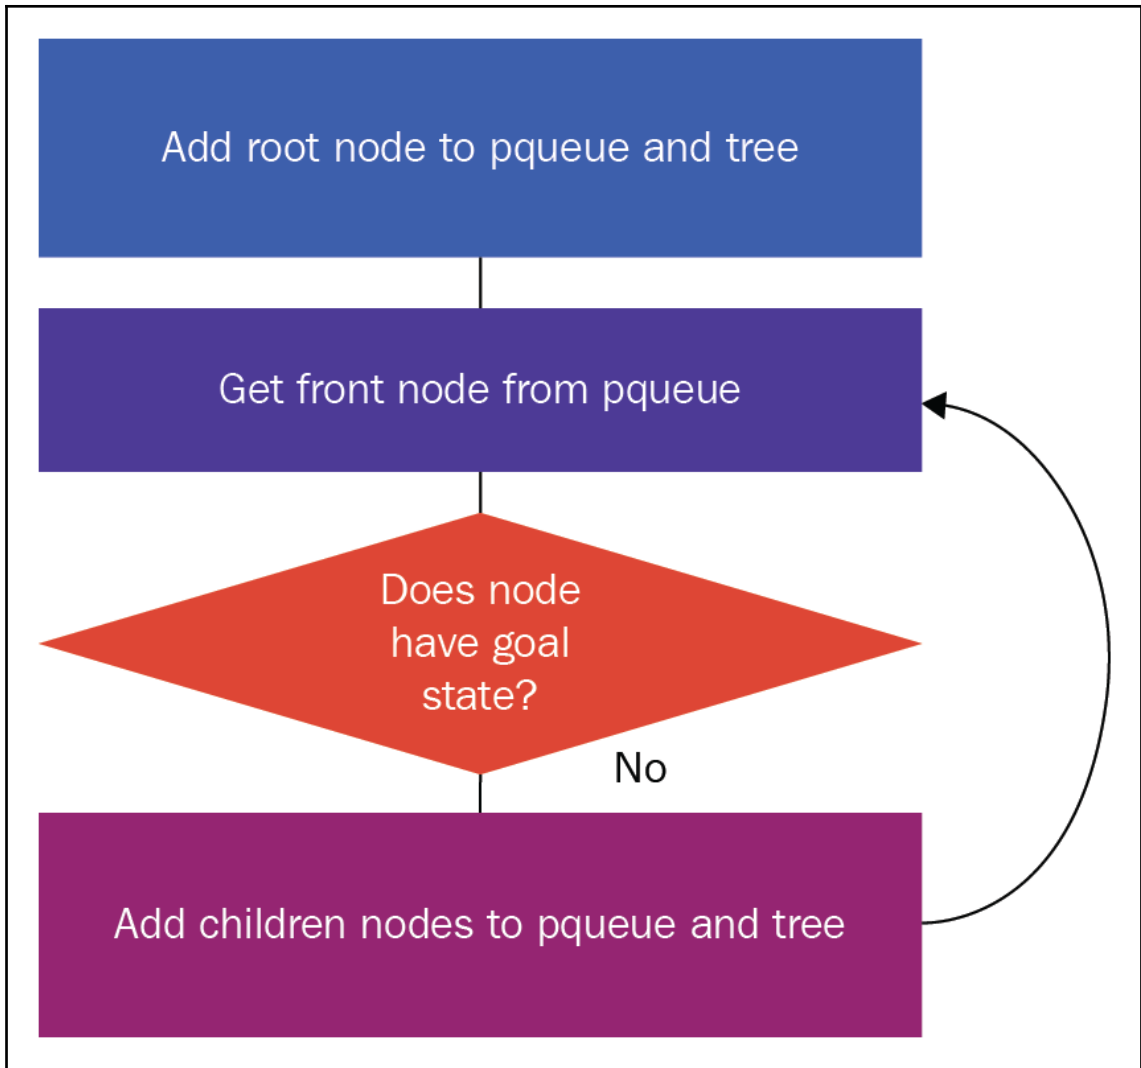 Add root node to pqueue and tree
Get front node from pqueue
Does node
have goal
state?
No
Add children nodes to pqueue and tree